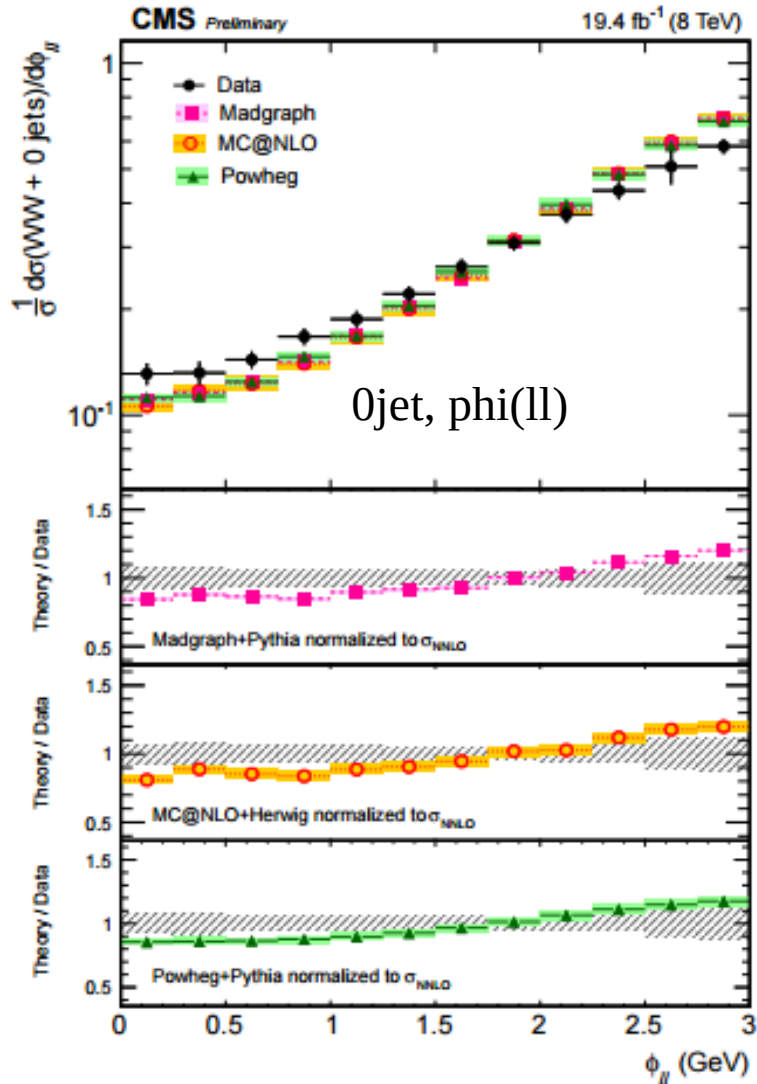 CMS Preliminary 19.4 fb⁻¹ (8 TeV)
1/σ dσ(WW + 0 jets)/dϕ_ll
1
10⁻¹
Data
Madgraph
MC@NLO
Powheg
0jet, phi(ll)
Theory / Data
1.5
1
0.5
Madgraph+Pythia normalized to σ_NNLO
Theory / Data
1.5
1
0.5
MC@NLO+Herwig normalized to σ_NNLO
Theory / Data
1.5
1
0.5
Powheg+Pythia normalized to σ_NNLO
0 0.5 1 1.5 2 2.5 3
ϕ_ll (GeV)